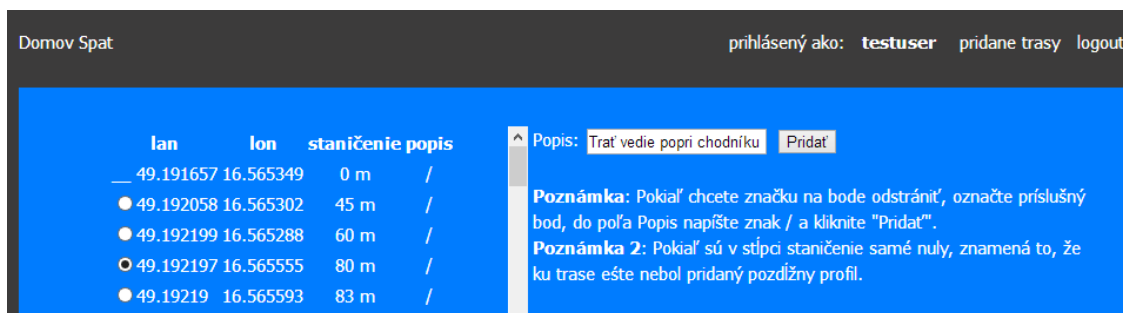 Domov Spat prihlásený ako: testuser pridane trasy logout
lan lon staničenie popis
__ 49.191657 16.565349 0 m /
49.192058 16.565302 45 m /
49.192199 16.565288 60 m /
49.192197 16.565555 80 m /
49.19219 16.565593 83 m /
Popis: Trať vedie popri chodníku Pridať
Poznámka: Pokiaľ chcete značku na bode odstrániť, označte príslušný
bod, do poľa Popis napíšte znak / a kliknite "Pridať".
Poznámka 2: Pokiaľ sú v stĺpci staničenie samé nuly, znamená to, že
ku trase ešte nebol pridaný pozdĺžny profil.